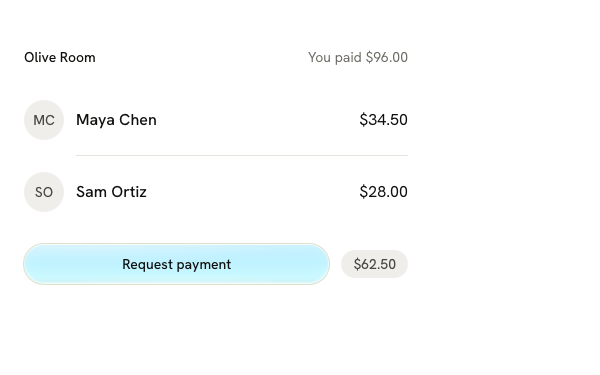 Olive Room You paid $96.00
MC Maya Chen $34.50
SO Sam Ortiz $28.00
Request payment $62.50